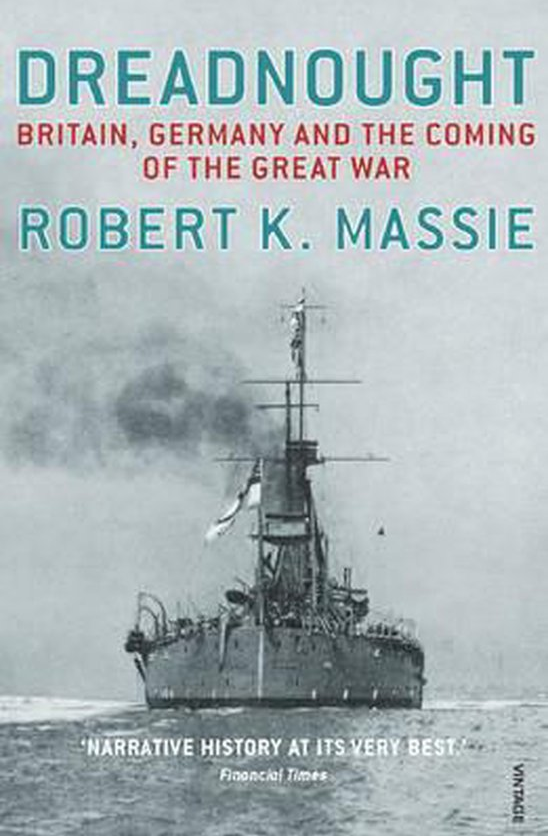 DREADNOUGHT
BRITAIN, GERMANY AND THE COMING
OF THE GREAT WAR
ROBERT K. MASSIE
‘NARRATIVE HISTORY AT ITS VERY BEST.’
Financial Times
VINTAGE